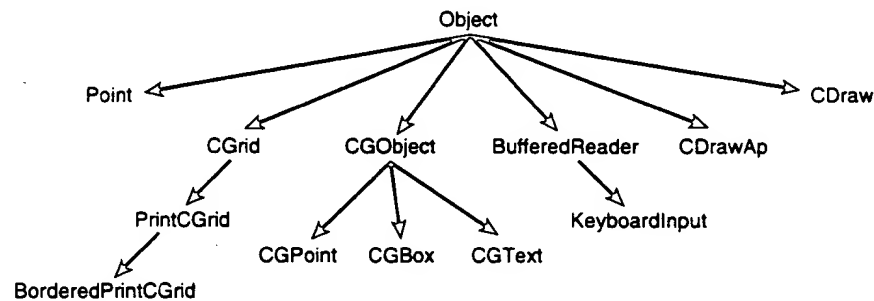 Object
Point
CDraw
CGrid
CGObject
BufferedReader
CDrawAp
PrintCGrid
KeyboardInput
CGPoint
CGBox
CGText
BorderedPrintCGrid